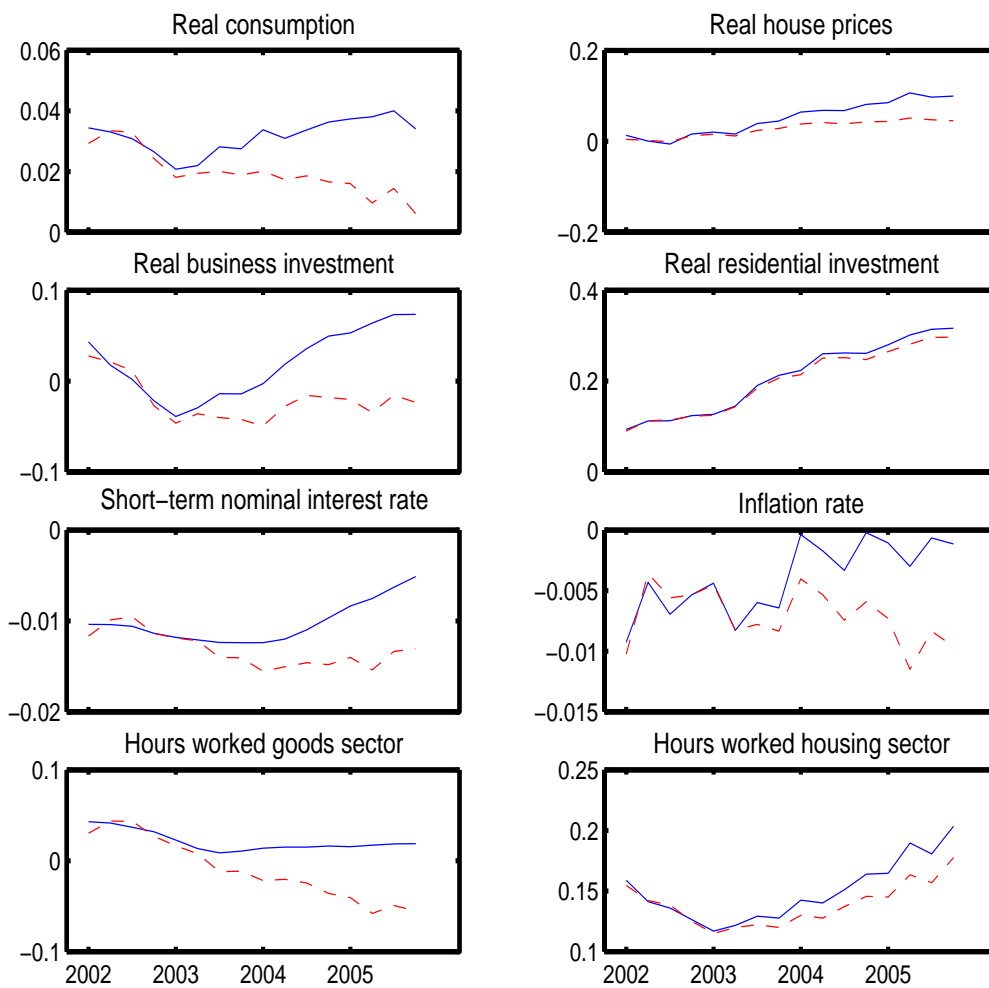 Real consumption
0.06
0.04
0.02
0
Real house prices
0.2
0
−0.2
Real business investment
0.1
0
−0.1
Real residential investment
0.4
0.2
0
Short−term nominal interest rate
0
−0.01
−0.02
Inflation rate
0
−0.005
−0.01
−0.015
Hours worked goods sector
0.1
0
−0.1
2002 2003 2004 2005
Hours worked housing sector
0.25
0.2
0.15
0.1
2002 2003 2004 2005